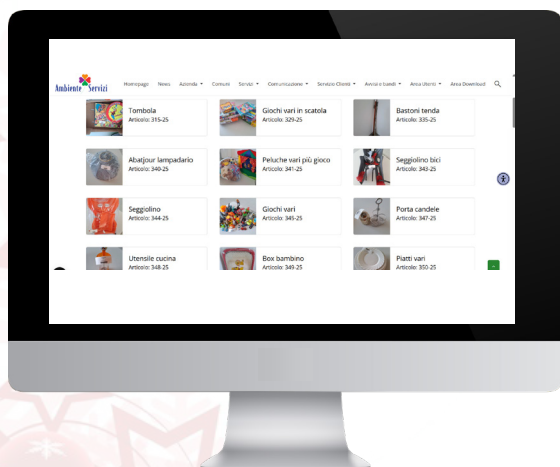 Ambiente Servizi
Homepage News Azienda Comuni Servizi Comunicazione Servizio Clienti Avvisi e bandi Area Utenti Area Download
Tombola
Articolo: 315-25
Giochi vari in scatola
Articolo: 329-25
Bastoni tenda
Articolo: 335-25
Abatjour lampadario
Articolo: 340-25
Peluche vari più gioco
Articolo: 341-25
Seggiolino bici
Articolo: 343-25
Seggiolino
Articolo: 344-25
Giochi vari
Articolo: 345-25
Porta candele
Articolo: 347-25
Utensile cucina
Articolo: 348-25
Box bambino
Articolo: 349-25
Piatti vari
Articolo: 350-25